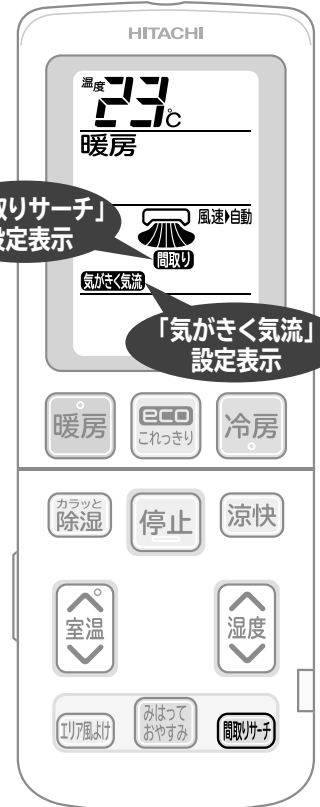 HITACHI
温度 23℃
暖房
風速▶自動
間取り
取りサーチ」
設定表示
気がきく気流
「気がきく気流」
設定表示
暖房
eco
これっきり
冷房
カラッと
除湿
停止
涼快
室温
湿度
エリア風よけ
みはって
おやすみ
間取りサーチ